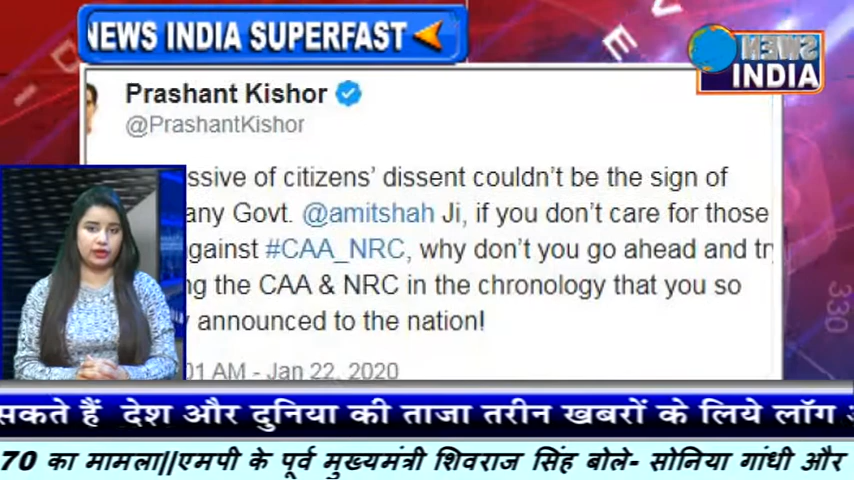 NEWS INDIA SUPERFAST
NEWS
INDIA
Prashant Kishor
@PrashantKishor
ssive of citizens' dissent couldn't be the sign of
any Govt. @amitshah Ji, if you don't care for those
gainst #CAA_NRC, why don't you go ahead and try
ng the CAA & NRC in the chronology that you so
y announced to the nation!
01 AM - Jan 22, 2020
330
सकते हैं देश और दुनिया की ताजा तरीन खबरों के लिये लॉग
70 का मामला||एमपी के पूर्व मुख्यमंत्री शिवराज सिंह बोले- सोनिया गांधी और